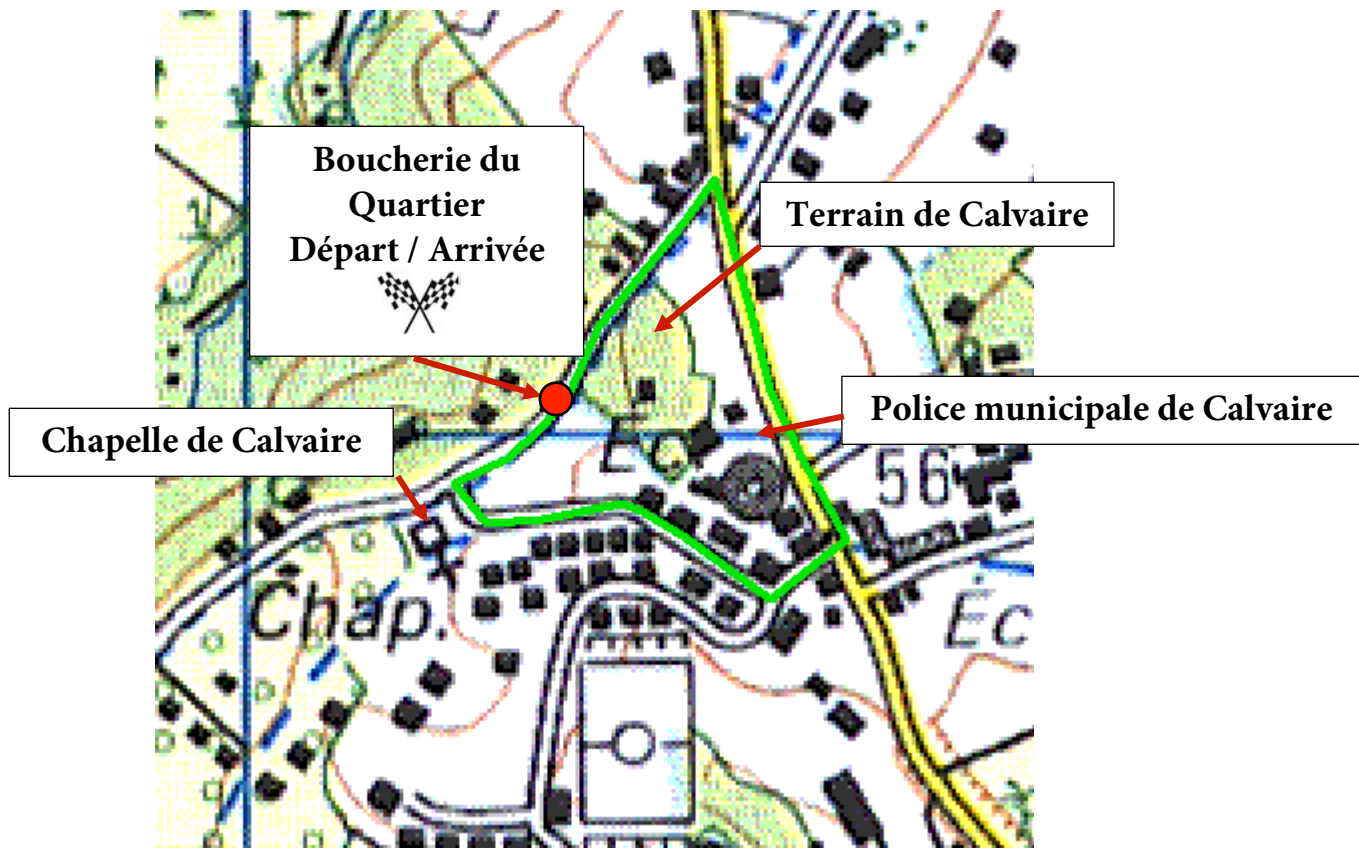 Boucherie du
Quartier
Départ / Arrivée
Terrain de Calvaire
Police municipale de Calvaire
Chapelle de Calvaire
Ec
56
Chap.
Éc